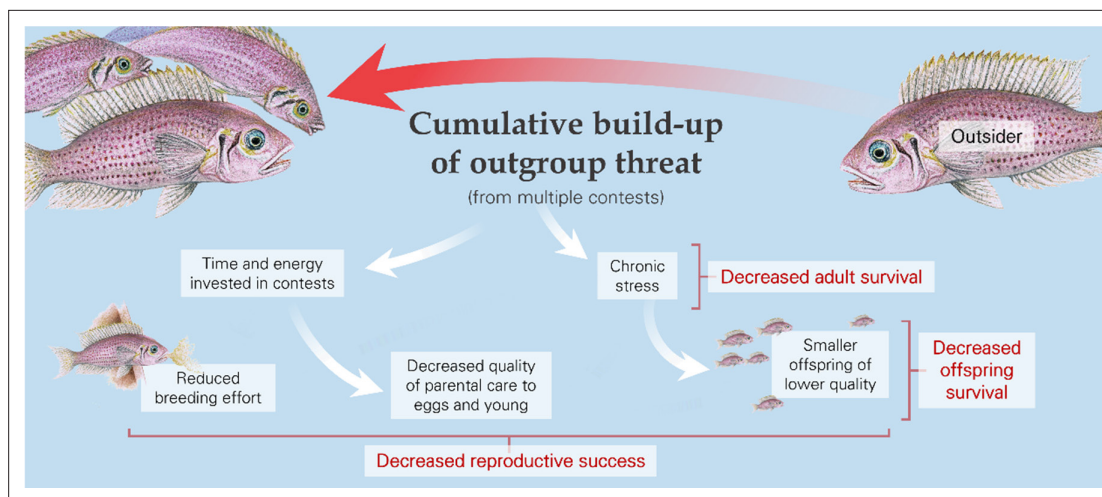 Cumulative build-up
of outgroup threat
(from multiple contests)
Outsider
Time and energy
invested in contests
Chronic
stress
Decreased adult survival
Reduced
breeding effort
Decreased quality
of parental care to
eggs and young
Smaller
offspring of
lower quality
Decreased
offspring
survival
Decreased reproductive success